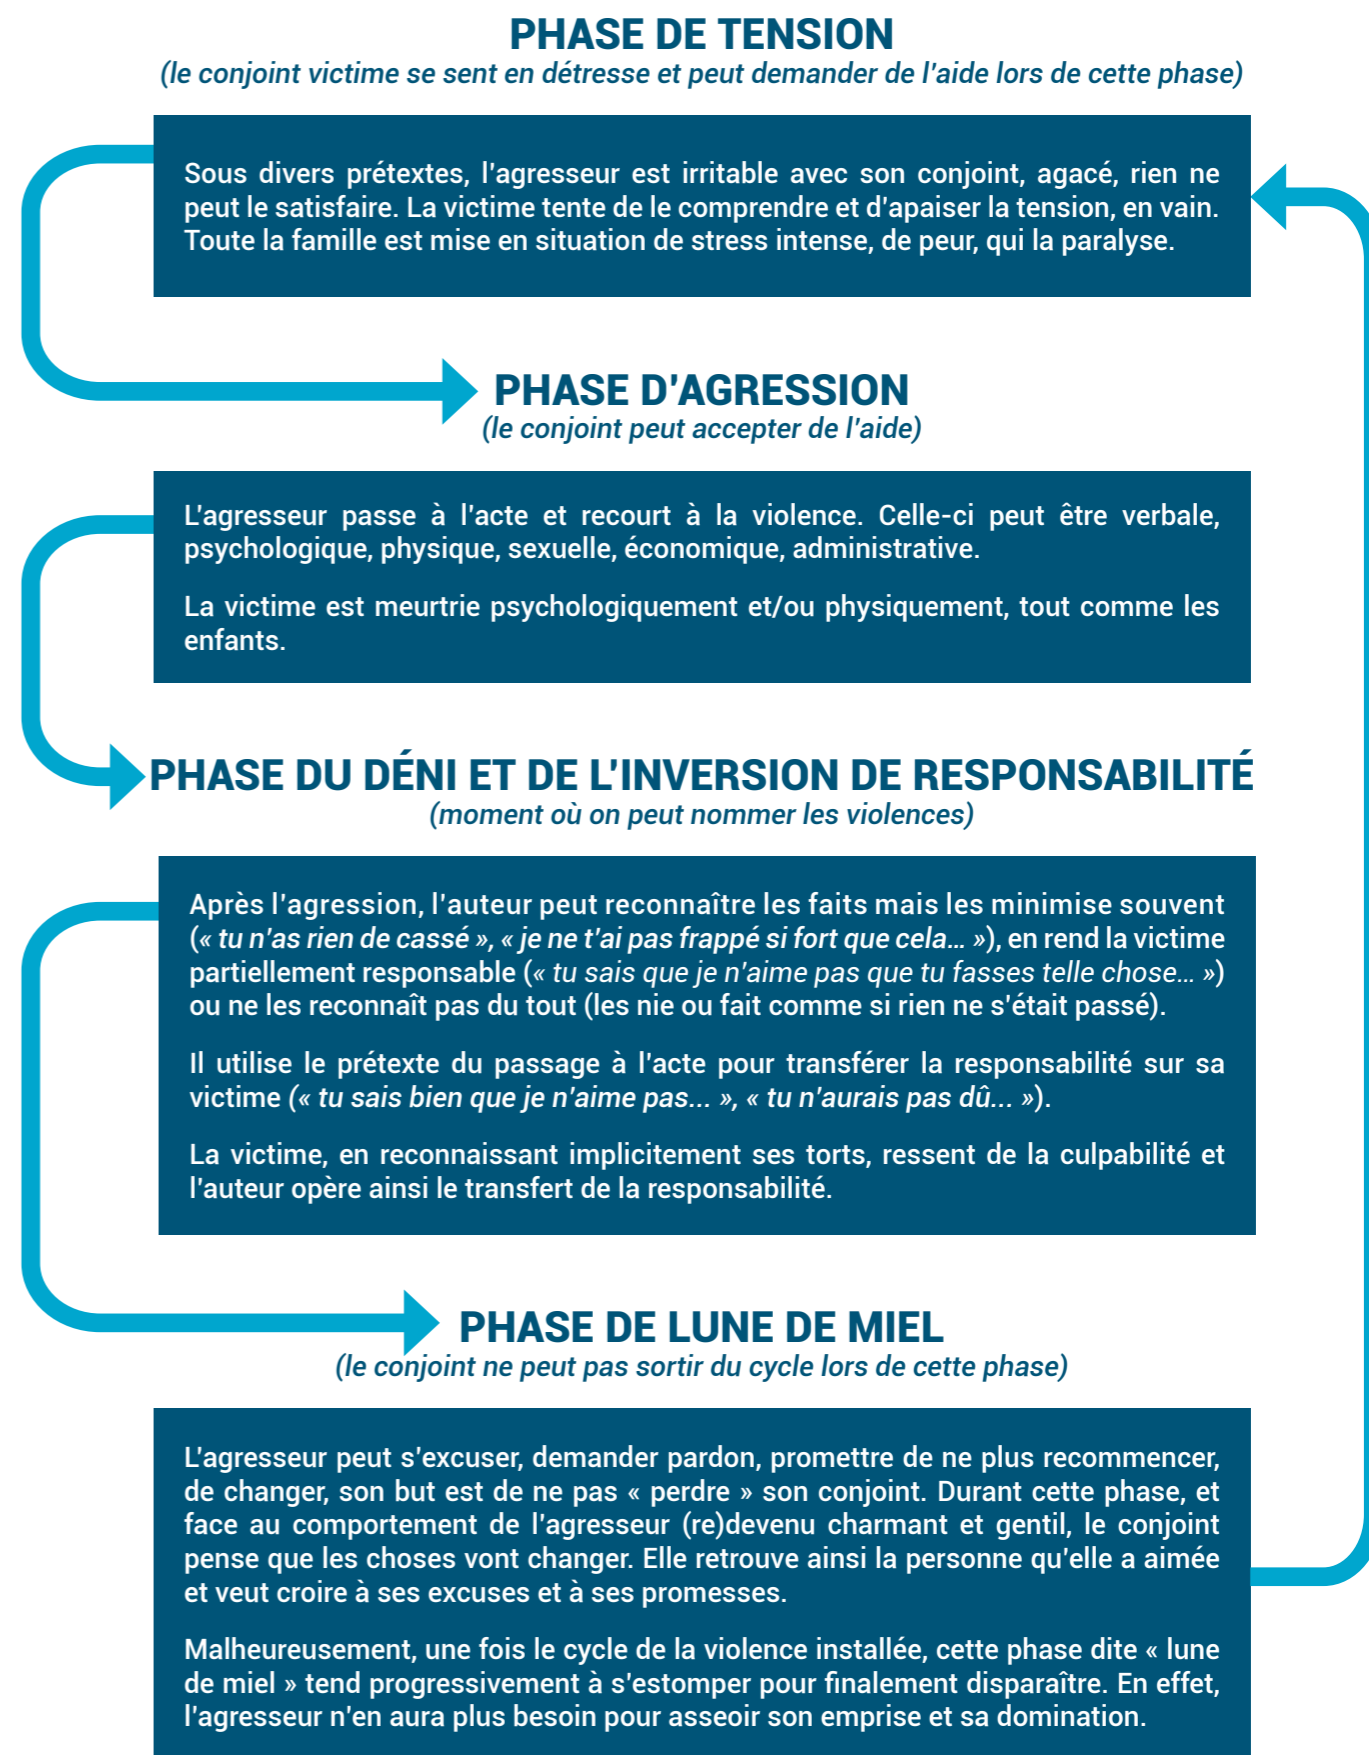 PHASE DE TENSION
(le conjoint victime se sent en détresse et peut demander de l'aide lors de cette phase)
Sous divers prétextes, l'agresseur est irritable avec son conjoint, agacé, rien ne
peut le satisfaire. La victime tente de le comprendre et d'apaiser la tension, en vain.
Toute la famille est mise en situation de stress intense, de peur, qui la paralyse.
PHASE D'AGRESSION
(le conjoint peut accepter de l'aide)
L'agresseur passe à l'acte et recourt à la violence. Celle-ci peut être verbale,
psychologique, physique, sexuelle, économique, administrative.
La victime est meurtrie psychologiquement et/ou physiquement, tout comme les
enfants.
PHASE DU DÉNI ET DE L'INVERSION DE RESPONSABILITÉ
(moment où on peut nommer les violences)
Après l'agression, l'auteur peut reconnaître les faits mais les minimise souvent
(« tu n'as rien de cassé », « je ne t'ai pas frappé si fort que cela… »), en rend la victime
partiellement responsable (« tu sais que je n'aime pas que tu fasses telle chose… »)
ou ne les reconnaît pas du tout (les nie ou fait comme si rien ne s'était passé).
Il utilise le prétexte du passage à l'acte pour transférer la responsabilité sur sa
victime (« tu sais bien que je n'aime pas... », « tu n'aurais pas dû... »).
La victime, en reconnaissant implicitement ses torts, ressent de la culpabilité et
l'auteur opère ainsi le transfert de la responsabilité.
PHASE DE LUNE DE MIEL
(le conjoint ne peut pas sortir du cycle lors de cette phase)
L'agresseur peut s'excuser, demander pardon, promettre de ne plus recommencer,
de changer, son but est de ne pas « perdre » son conjoint. Durant cette phase, et
face au comportement de l'agresseur (re)devenu charmant et gentil, le conjoint
pense que les choses vont changer. Elle retrouve ainsi la personne qu'elle a aimée
et veut croire à ses excuses et à ses promesses.
Malheureusement, une fois le cycle de la violence installée, cette phase dite « lune
de miel » tend progressivement à s'estomper pour finalement disparaître. En effet,
l'agresseur n'en aura plus besoin pour asseoir son emprise et sa domination.